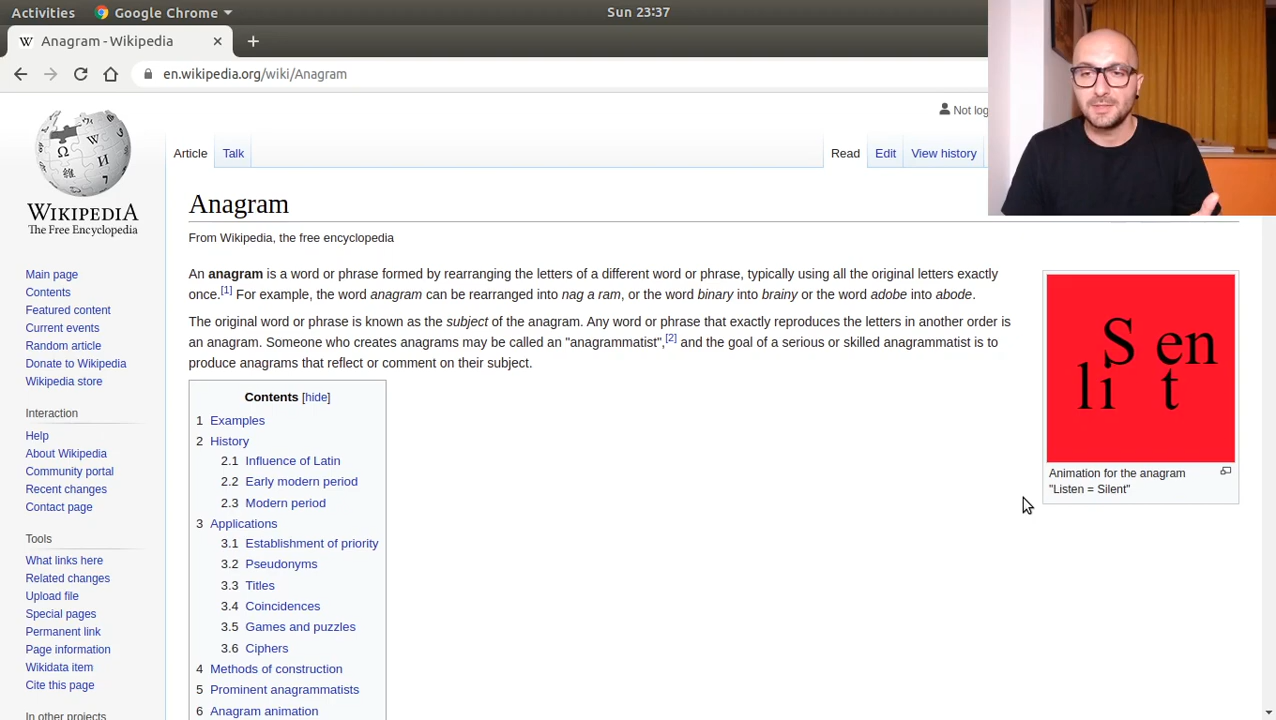 Activities Google Chrome Sun 23:37
Anagram - Wikipedia
en.wikipedia.org/wiki/Anagram
Not log
Article Talk Read Edit View history
WIKIPEDIA
The Free Encyclopedia
Main page
Contents
Featured content
Current events
Random article
Donate to Wikipedia
Wikipedia store
Interaction
Help
About Wikipedia
Community portal
Recent changes
Contact page
Tools
What links here
Related changes
Upload file
Special pages
Permanent link
Page information
Wikidata item
Cite this page
In other projects
Anagram
From Wikipedia, the free encyclopedia
An anagram is a word or phrase formed by rearranging the letters of a different word or phrase, typically using all the original letters exactly
once.[1] For example, the word anagram can be rearranged into nag a ram, or the word binary into brainy or the word adobe into abode.
The original word or phrase is known as the subject of the anagram. Any word or phrase that exactly reproduces the letters in another order is
an anagram. Someone who creates anagrams may be called an "anagrammatist",[2] and the goal of a serious or skilled anagrammatist is to
produce anagrams that reflect or comment on their subject.
Contents [hide]
1 Examples
2 History
2.1 Influence of Latin
2.2 Early modern period
2.3 Modern period
3 Applications
3.1 Establishment of priority
3.2 Pseudonyms
3.3 Titles
3.4 Coincidences
3.5 Games and puzzles
3.6 Ciphers
4 Methods of construction
5 Prominent anagrammatists
6 Anagram animation
S en
li t
Animation for the anagram
"Listen = Silent"